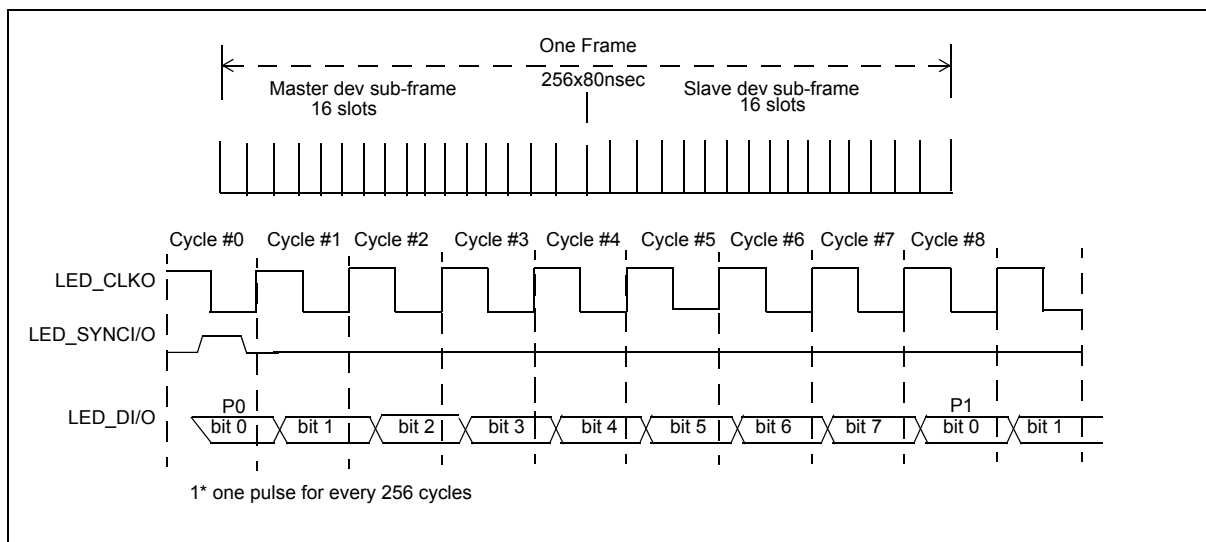 One Frame
256x80nsec
Master dev sub-frame
16 slots
Slave dev sub-frame
16 slots
Cycle #0 Cycle #1 Cycle #2 Cycle #3 Cycle #4 Cycle #5 Cycle #6 Cycle #7 Cycle #8
LED_CLKO
LED_SYNCI/O
LED_DI/O
P0 P1
bit 0 bit 1 bit 2 bit 3 bit 4 bit 5 bit 6 bit 7 bit 0 bit 1
1* one pulse for every 256 cycles